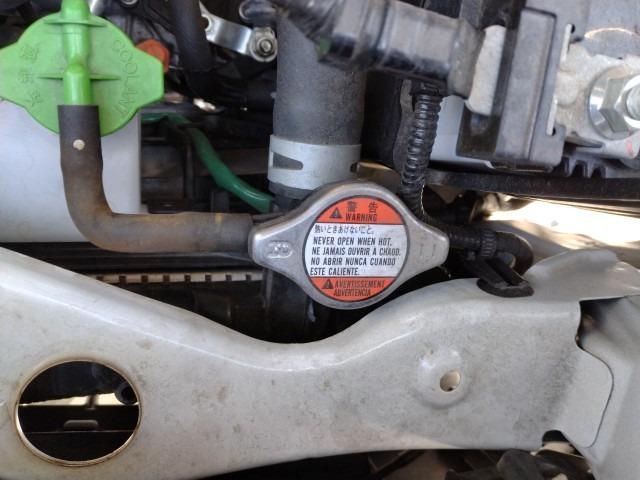 COOLANT
警告
WARNING
熱いときあけないこと。
NEVER OPEN WHEN HOT.
NE JAMAIS OUVRIR A CHAUD.
NO ABRIR NUNCA CUANDO
ESTE CALIENTE.
AVERTISSEMENT
ADVERTENCIA